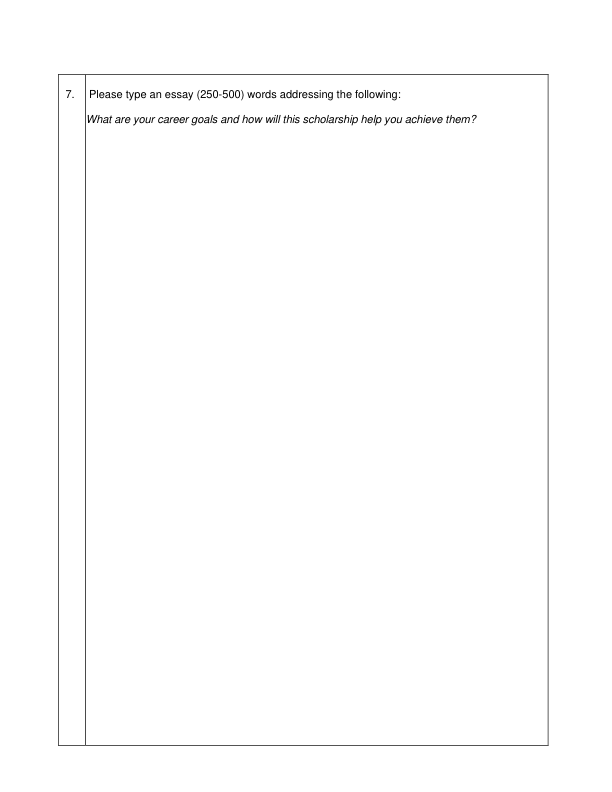 7. Please type an essay (250-500) words addressing the following:
What are your career goals and how will this scholarship help you achieve them?